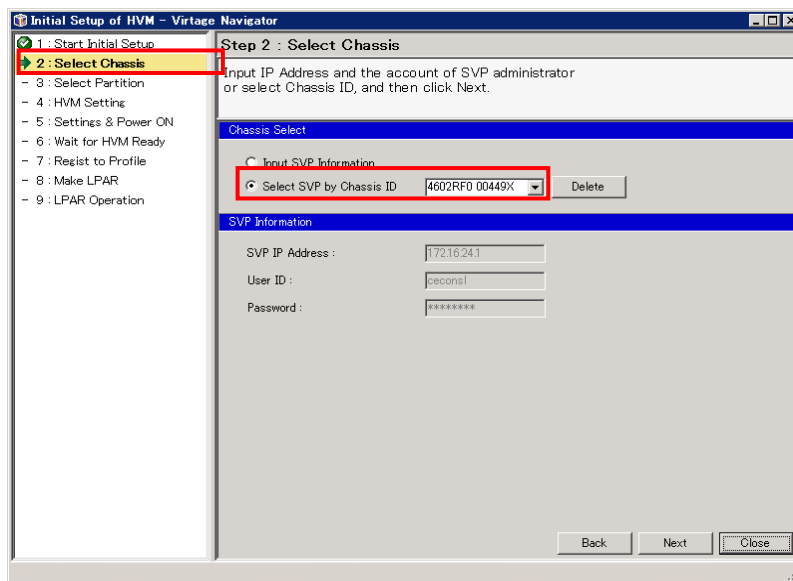 Initial Setup of HVM - Virtage Navigator
1 : Start Initial Setup
2 : Select Chassis
- 3 : Select Partition
- 4 : HVM Setting
- 5 : Settings & Power ON
- 6 : Wait for HVM Ready
- 7 : Regist to Profile
- 8 : Make LPAR
- 9 : LPAR Operation
Step 2 : Select Chassis
Input IP Address and the account of SVP administrator
or select Chassis ID, and then click Next.
Chassis Select
Input SVP Information
Select SVP by Chassis ID 4602RF0 00449X Delete
SVP Information
SVP IP Address : 172.16.24.1
User ID : ceconsl
Password : ********
Back Next Close